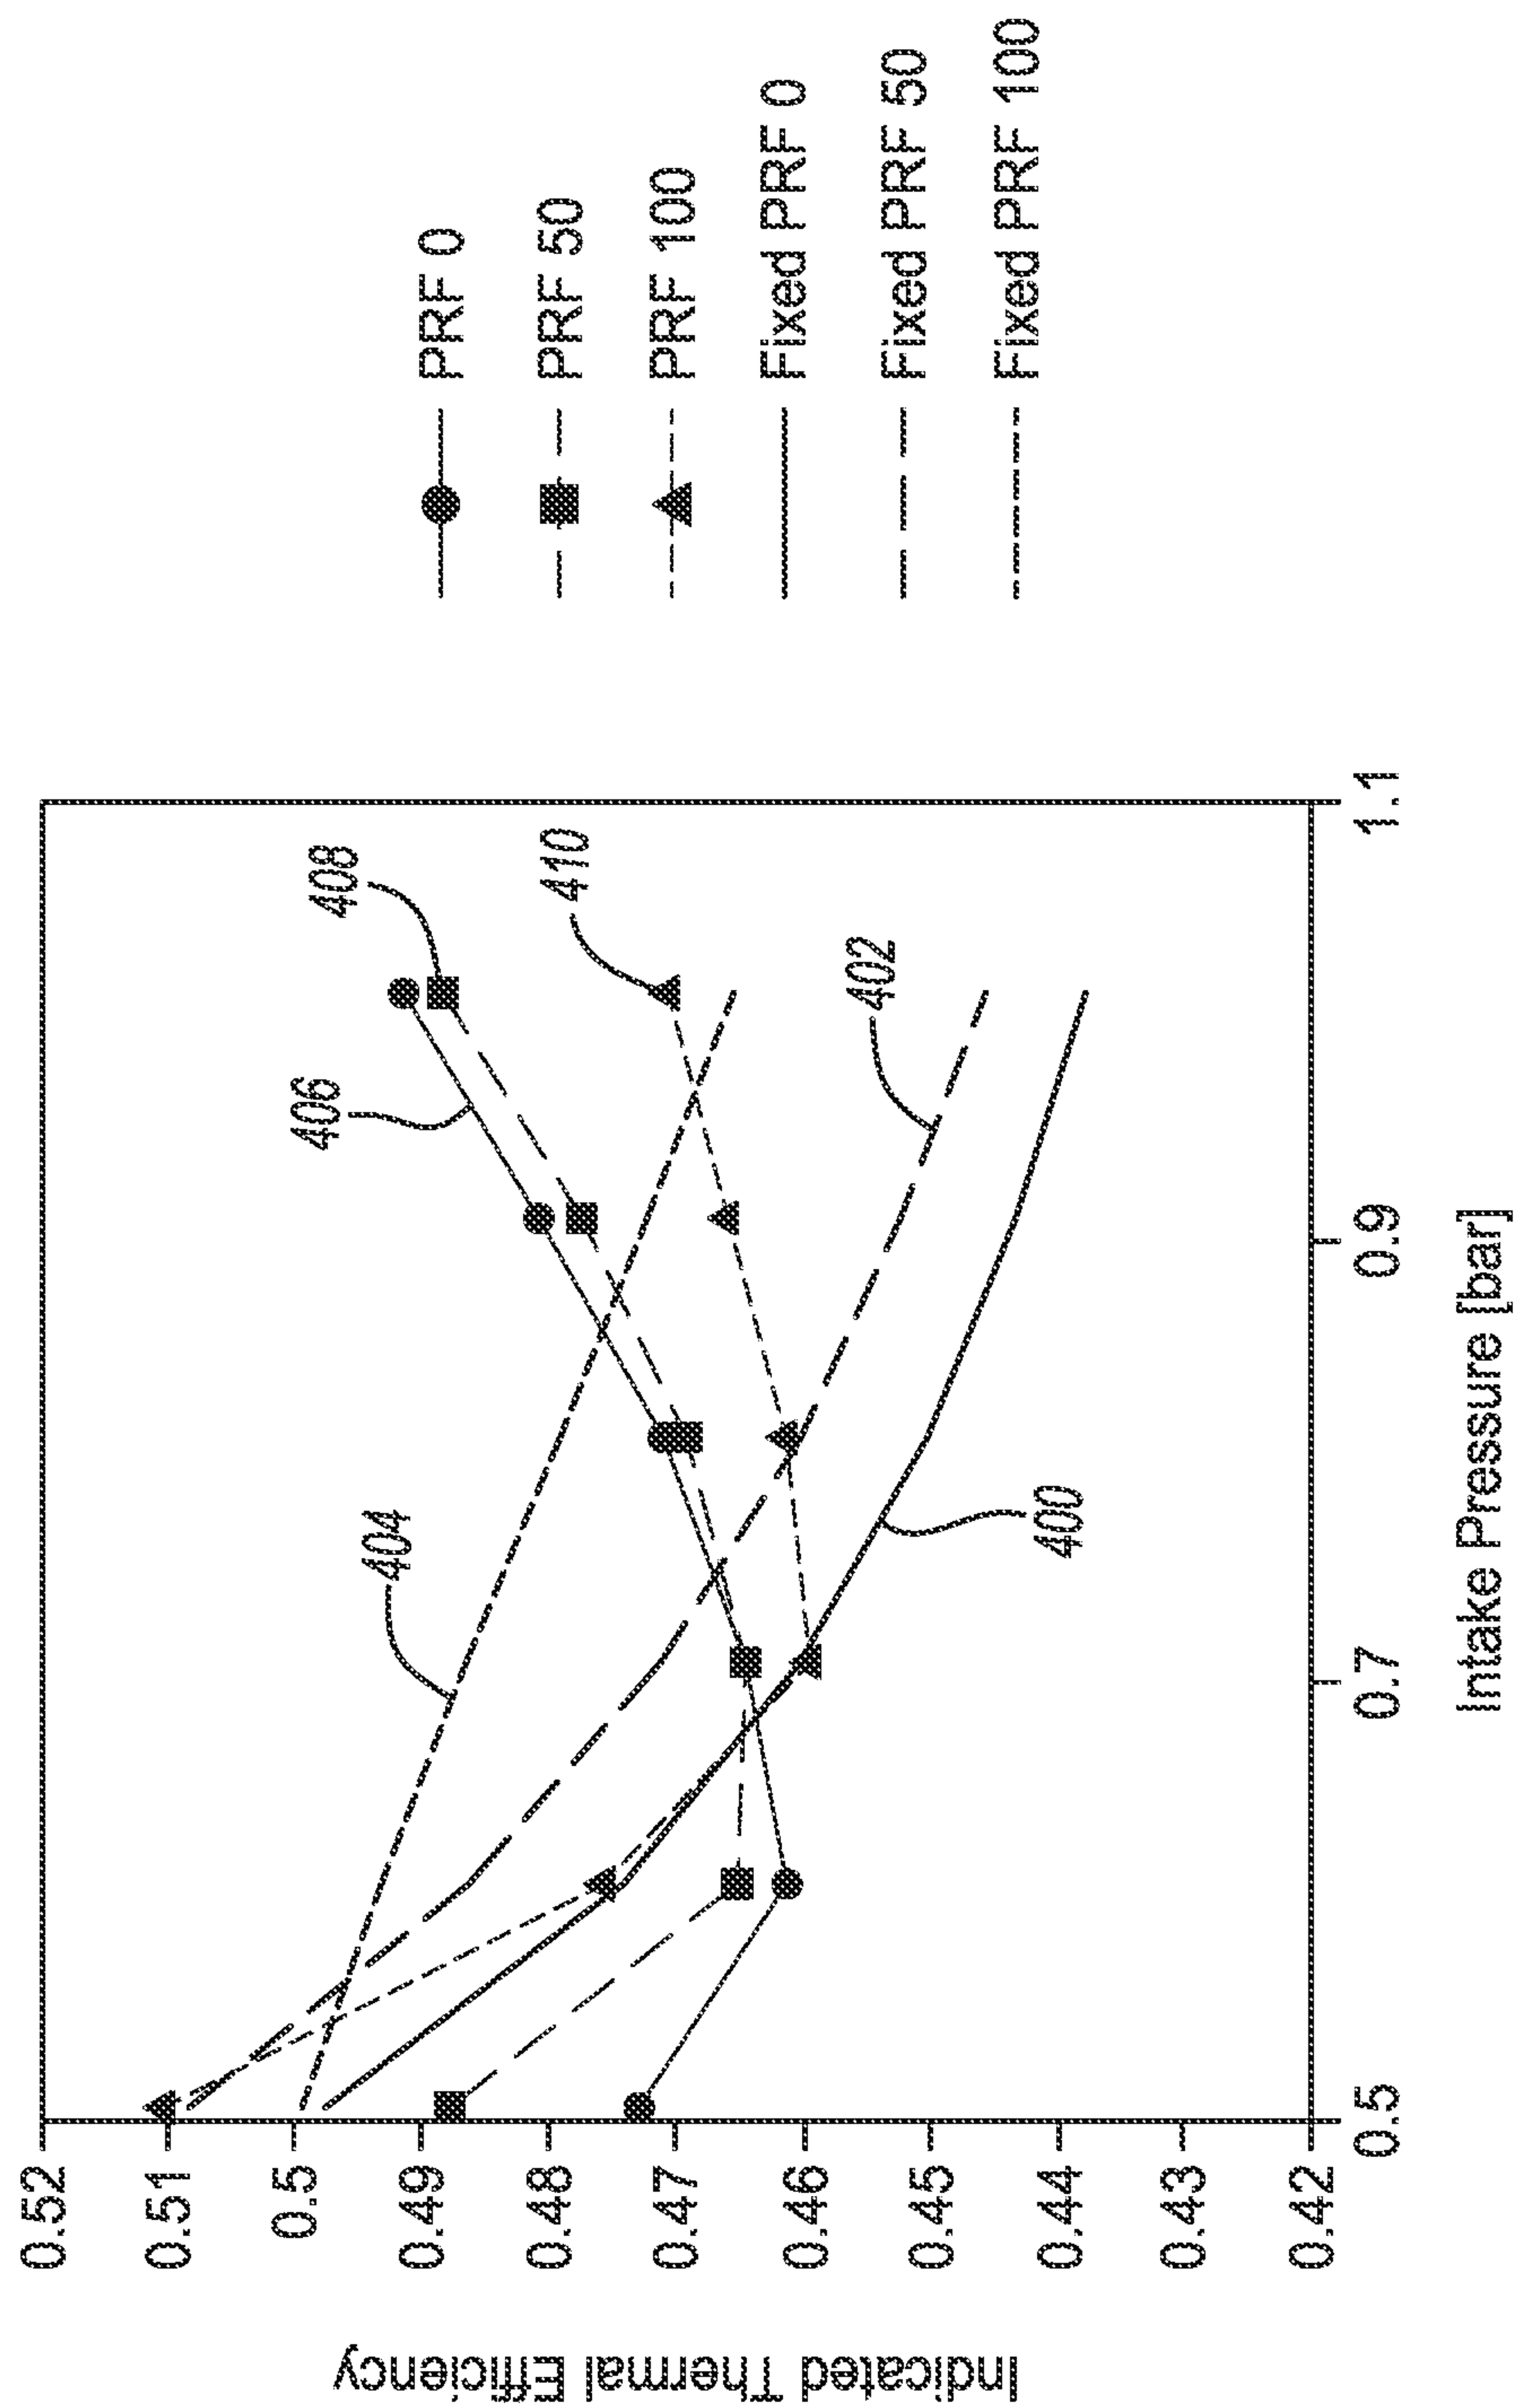 Indicated Thermal Efficiency
0.52
0.51
0.5
0.49
0.48
0.47
0.46
0.45
0.44
0.43
0.42
0.5
0.7
0.9
1.1
Intake Pressure [bar]
404
406
408
410
402
400
PRF 0
PRF 50
PRF 100
Fixed PRF 0
Fixed PRF 50
Fixed PRF 100